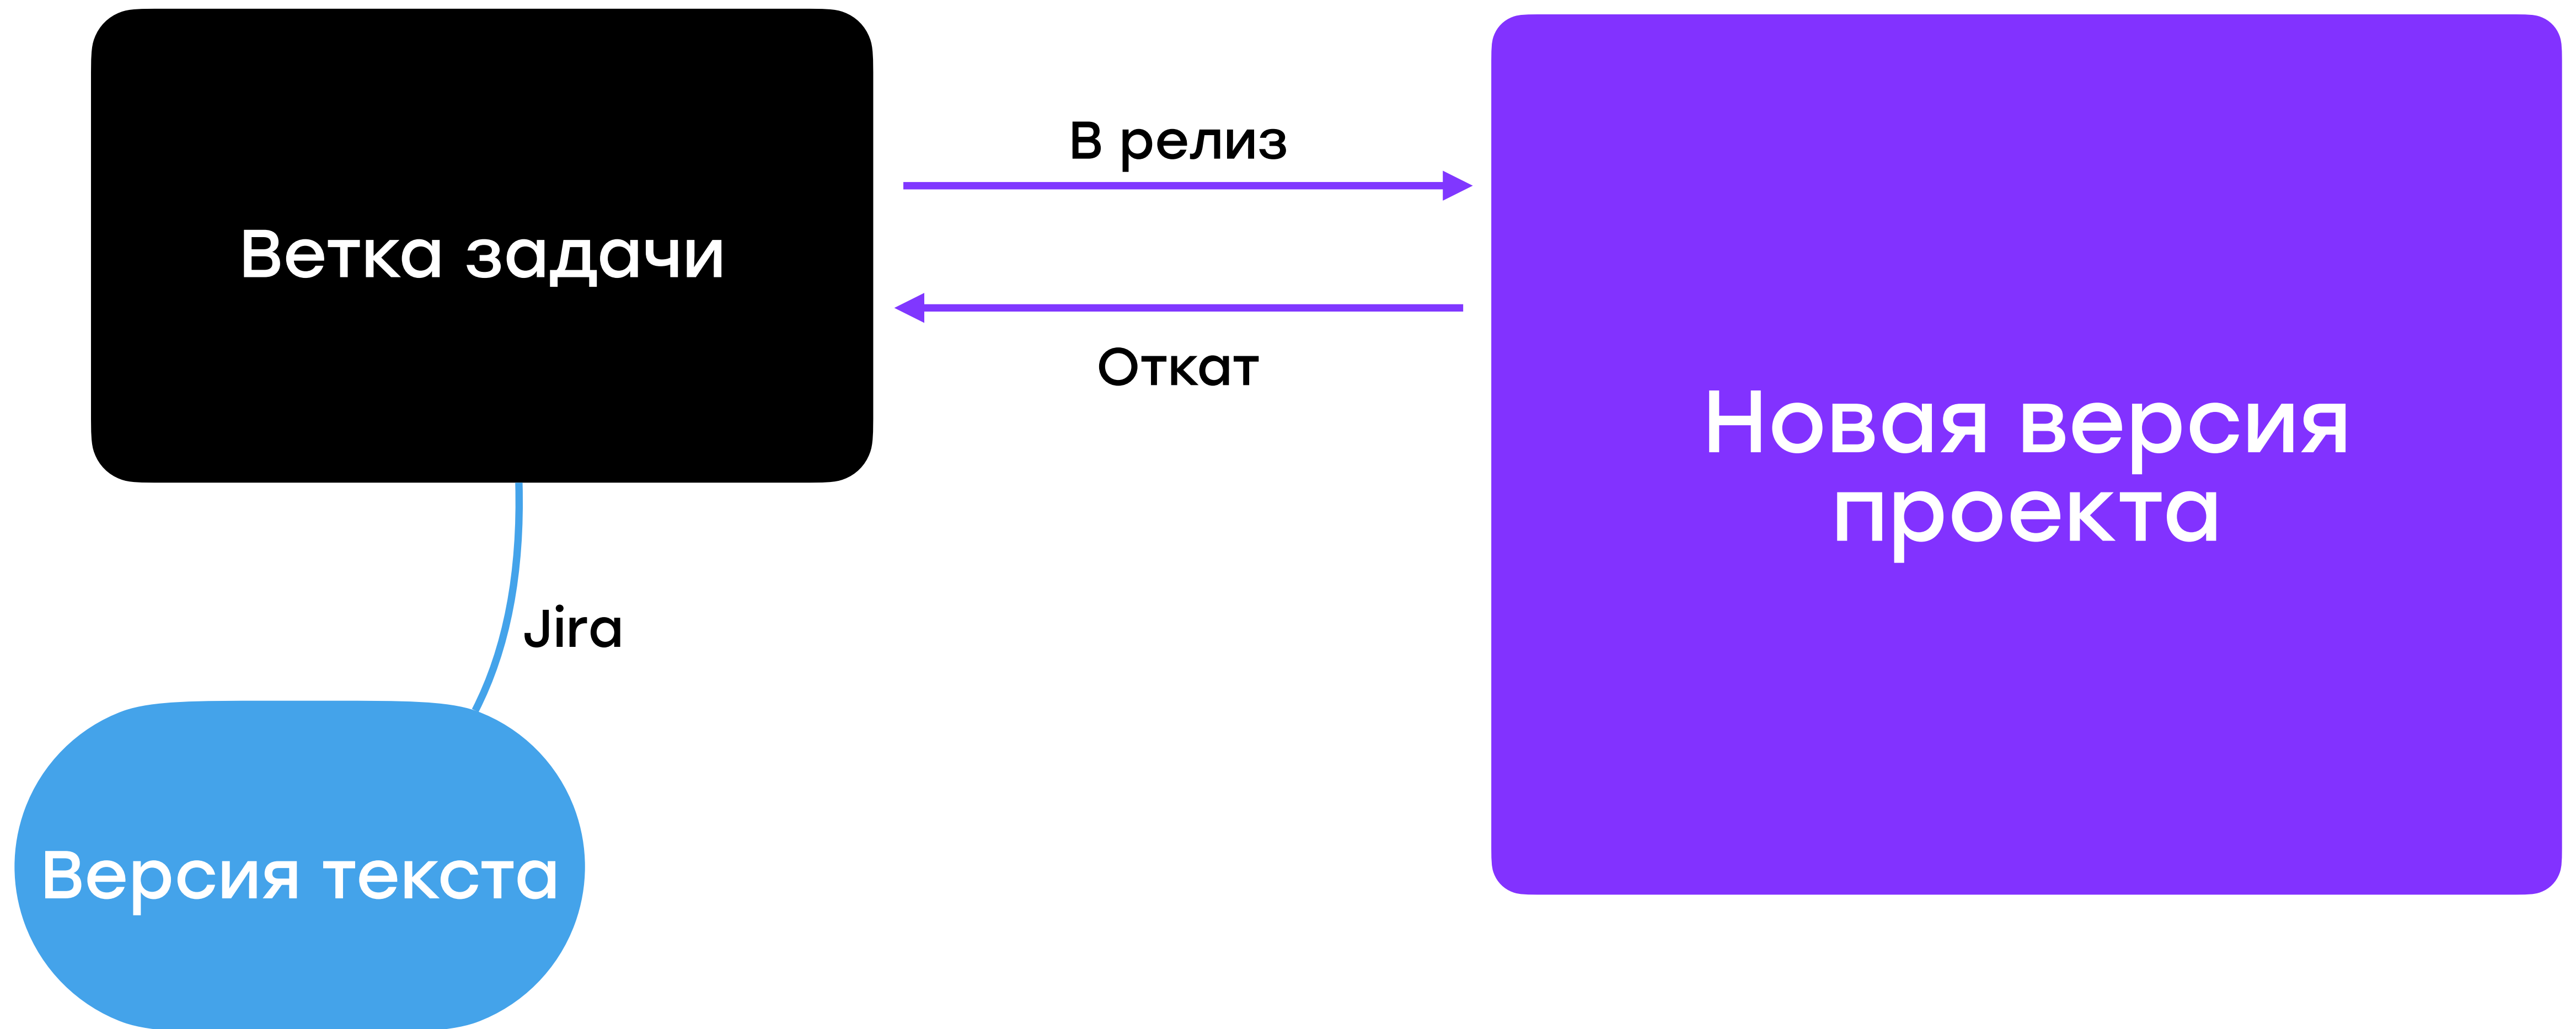 В релиз
Ветка задачи
Откат
Новая версия
проекта
Jira
Версия текста